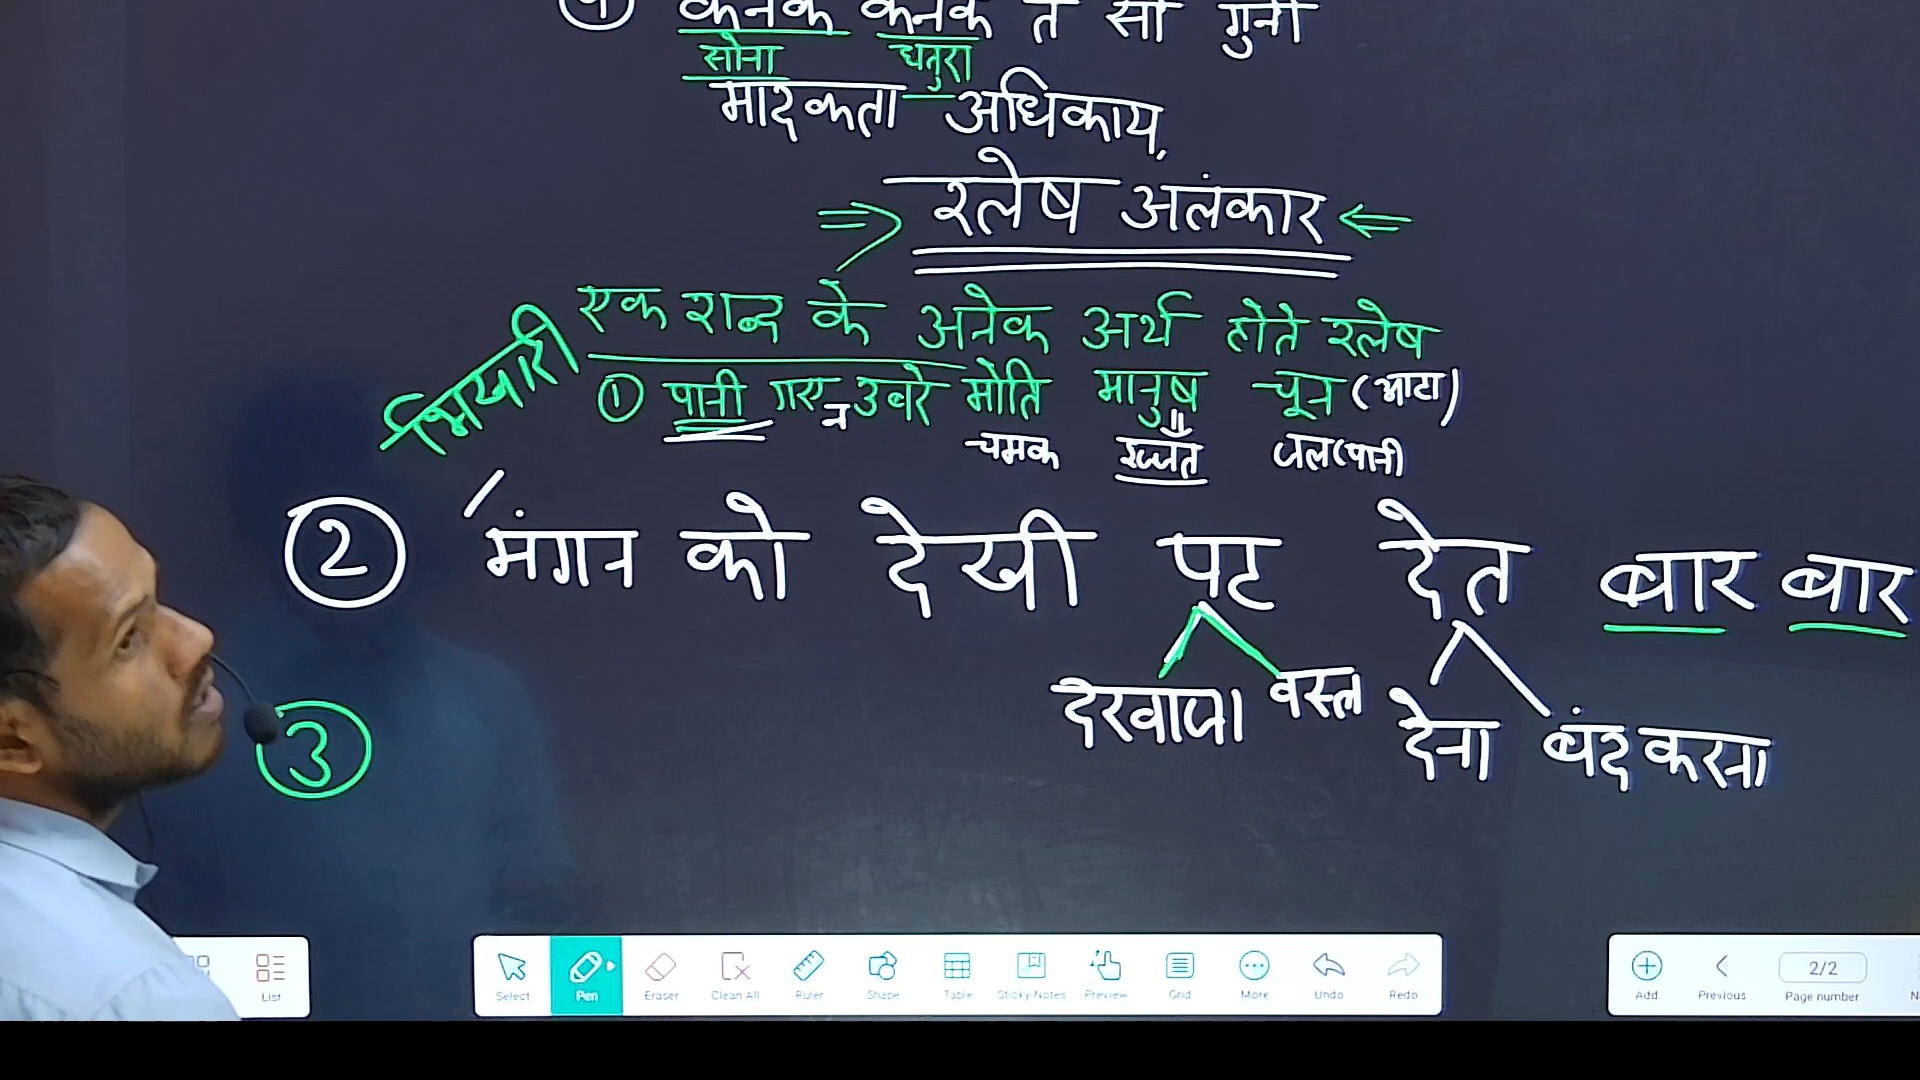 ४ कनक कनक ते सौ गुनी
सोना धतुरा
मादकता अधिकाय,
=> श्लेष अलंकार <=
एक शब्द के अनेक अर्थ होते श्लेष
भिखारी
① पानी गए न उबरे मोति मानुष चून (आटा)
चमक इज्जत जल(पानी)
② मंगन को देखी पट देत बार बार
दरवाजा वस्त्र देना बंद करना
③
List
Select Pen Eraser Clean All Ruler Shape Table Sticky-Notes Preview Grid More Undo Redo
Add Previous 2/2 Page number